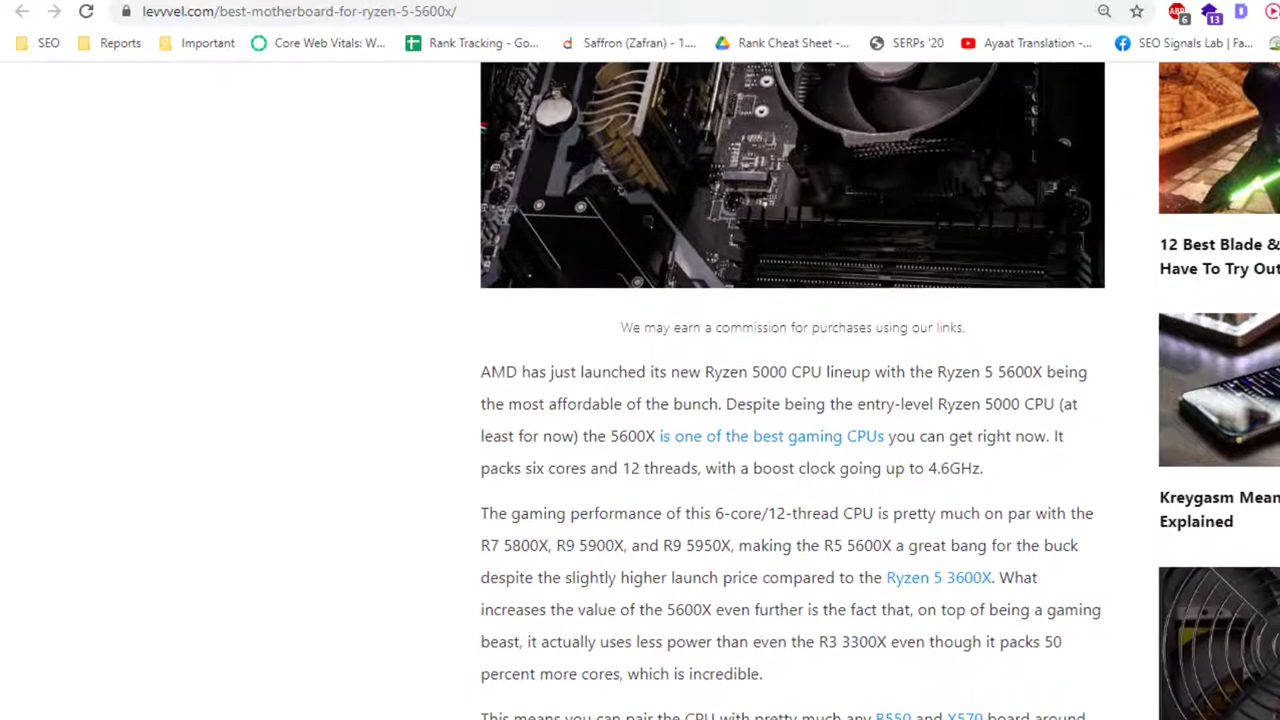 levvvel.com/best-motherboard-for-ryzen-5-5600x/
ABP
6
13
SEO
Reports
Important
Core Web Vitals: W...
Rank Tracking - Go...
d
Saffron (Zafran) - 1....
Rank Cheat Sheet -...
SERPs '20
Ayaat Translation -...
SEO Signals Lab | Fa...
12 Best Blade &
Have To Try Out
We may earn a commission for purchases using our links.
AMD has just launched its new Ryzen 5000 CPU lineup with the Ryzen 5 5600X being
the most affordable of the bunch. Despite being the entry-level Ryzen 5000 CPU (at
least for now) the 5600X is one of the best gaming CPUs you can get right now. It
packs six cores and 12 threads, with a boost clock going up to 4.6GHz.
Kreygasm Mean
Explained
The gaming performance of this 6-core/12-thread CPU is pretty much on par with the
R7 5800X, R9 5900X, and R9 5950X, making the R5 5600X a great bang for the buck
despite the slightly higher launch price compared to the Ryzen 5 3600X. What
increases the value of the 5600X even further is the fact that, on top of being a gaming
beast, it actually uses less power than even the R3 3300X even though it packs 50
percent more cores, which is incredible.
This means you can pair the CPU with pretty much any B550 and X570 board around